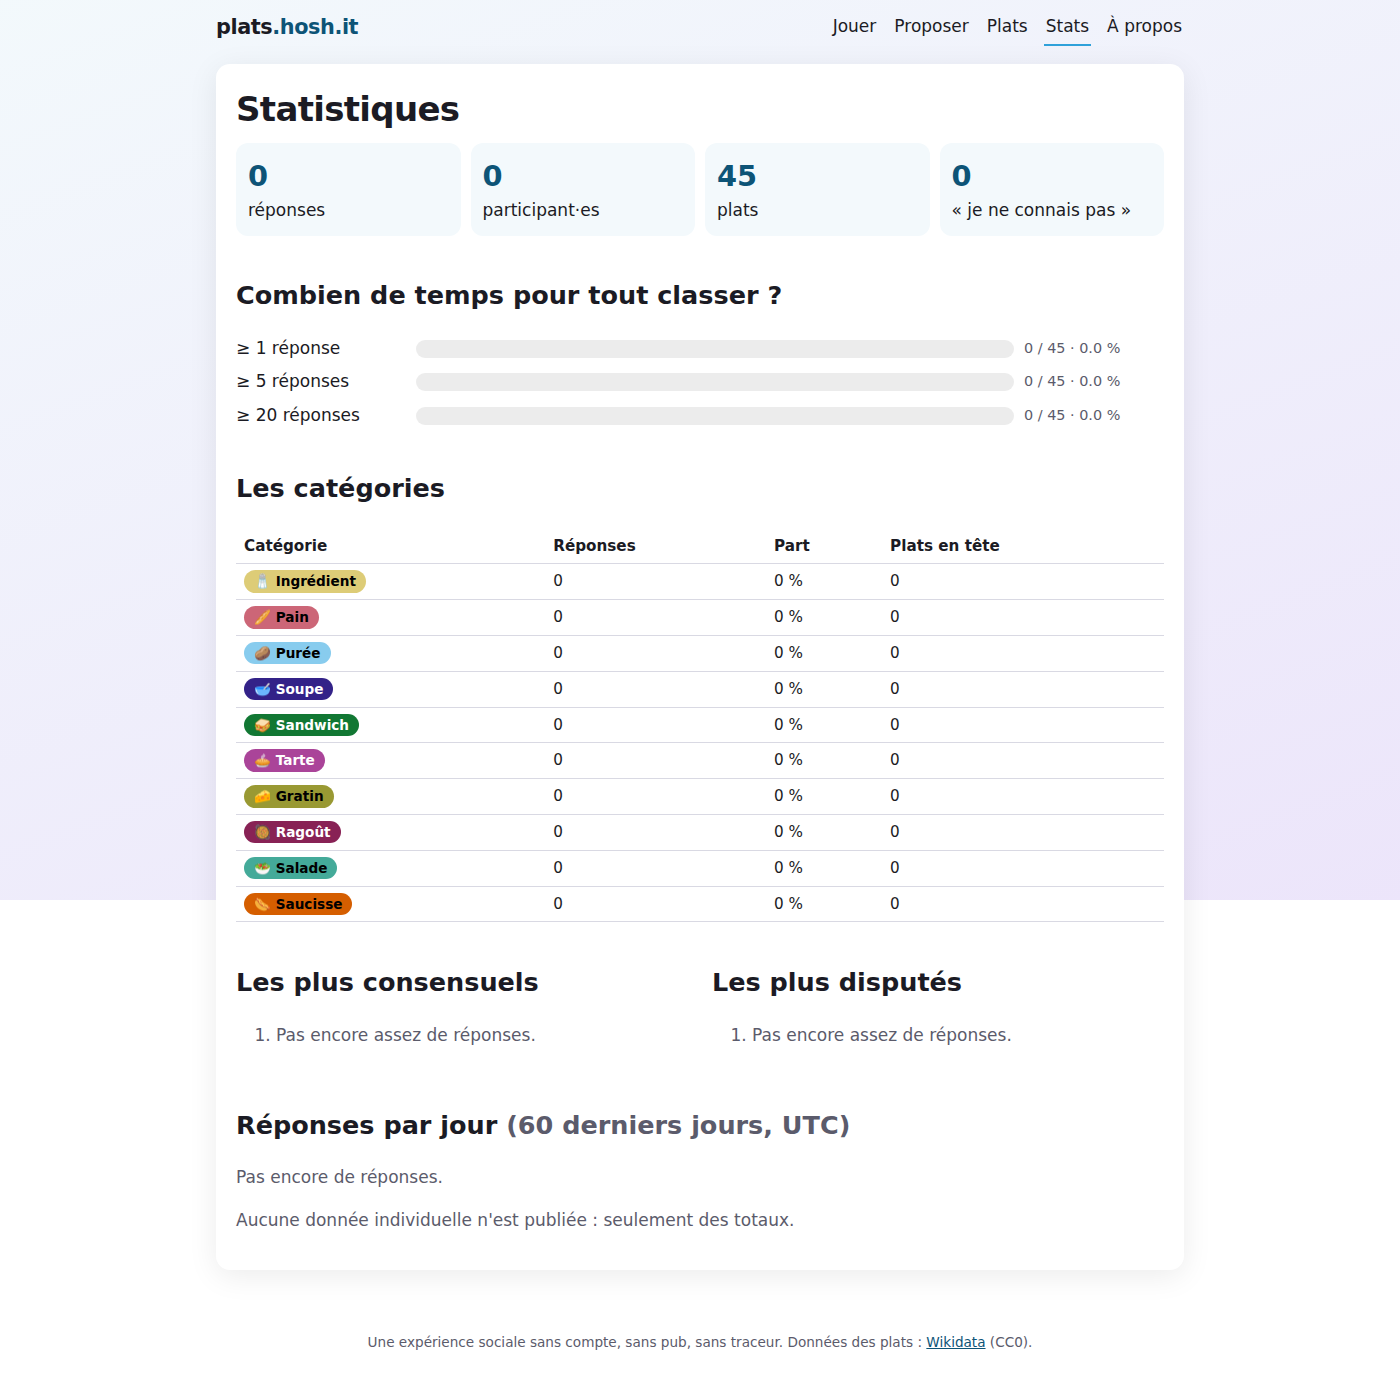 plats.hosh.it
Jouer Proposer Plats Stats À propos
Statistiques
0
réponses
0
participant·es
45
plats
0
« je ne connais pas »
Combien de temps pour tout classer ?
≥ 1 réponse 0 / 45 · 0.0 %
≥ 5 réponses 0 / 45 · 0.0 %
≥ 20 réponses 0 / 45 · 0.0 %
Les catégories
Catégorie Réponses Part Plats en tête
Ingrédient 0 0 % 0
Pain 0 0 % 0
Purée 0 0 % 0
Soupe 0 0 % 0
Sandwich 0 0 % 0
Tarte 0 0 % 0
Gratin 0 0 % 0
Ragoût 0 0 % 0
Salade 0 0 % 0
Saucisse 0 0 % 0
Les plus consensuels
1. Pas encore assez de réponses.
Les plus disputés
1. Pas encore assez de réponses.
Réponses par jour (60 derniers jours, UTC)
Pas encore de réponses.
Aucune donnée individuelle n'est publiée : seulement des totaux.
Une expérience sociale sans compte, sans pub, sans traceur. Données des plats : Wikidata (CC0).